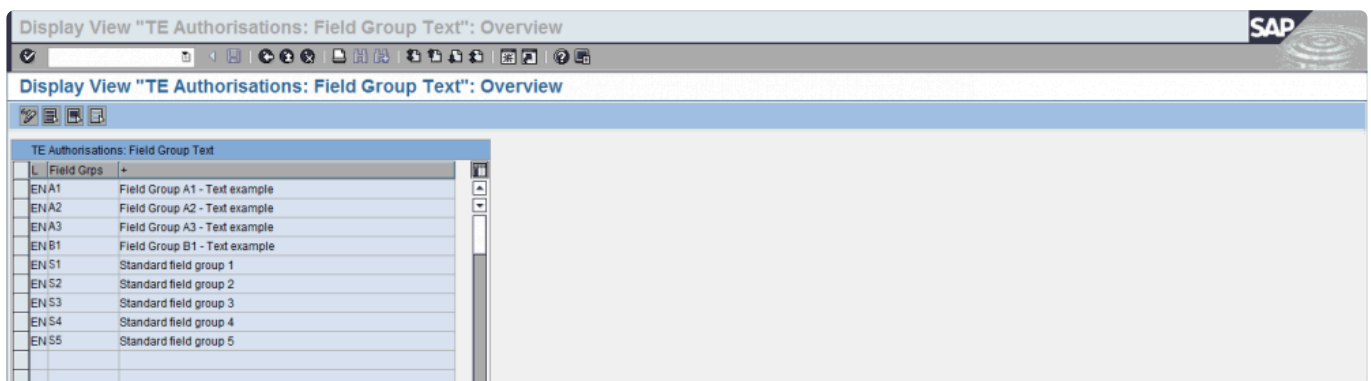 Display View "TE Authorisations: Field Group Text": Overview
SAP
Display View "TE Authorisations: Field Group Text": Overview
TE Authorisations: Field Group Text
L Field Grps +
EN A1 Field Group A1 - Text example
EN A2 Field Group A2 - Text example
EN A3 Field Group A3 - Text example
EN B1 Field Group B1 - Text example
EN S1 Standard field group 1
EN S2 Standard field group 2
EN S3 Standard field group 3
EN S4 Standard field group 4
EN S5 Standard field group 5